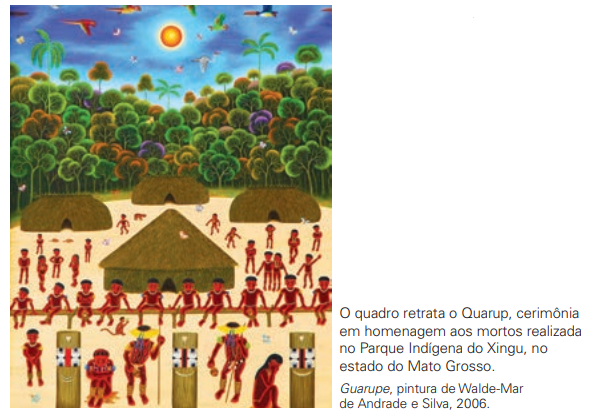 O quadro retrata o Quarup, cerimônia
em homenagem aos mortos realizada
no Parque Indígena do Xingu, no
estado do Mato Grosso.
Guarupe, pintura de Walde-Mar
de Andrade e Silva, 2006.